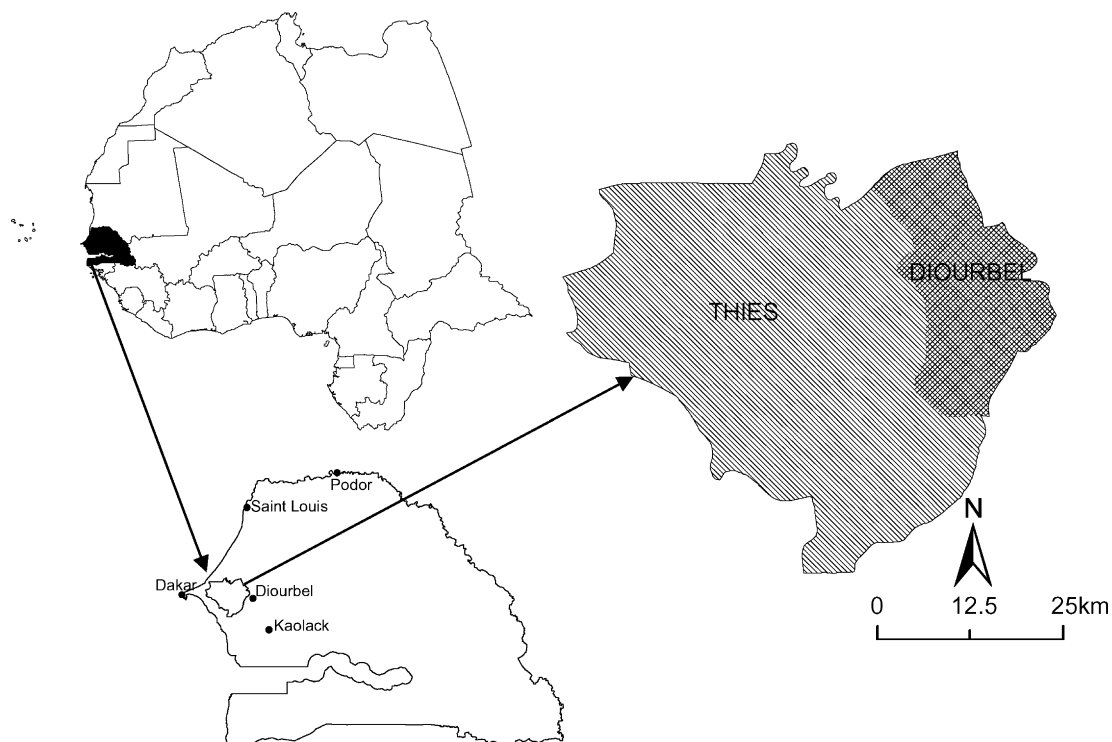 DIOURBEL
THIES
Podor
Saint Louis
Dakar
Diourbel
Kaolack
N
0 12.5 25km